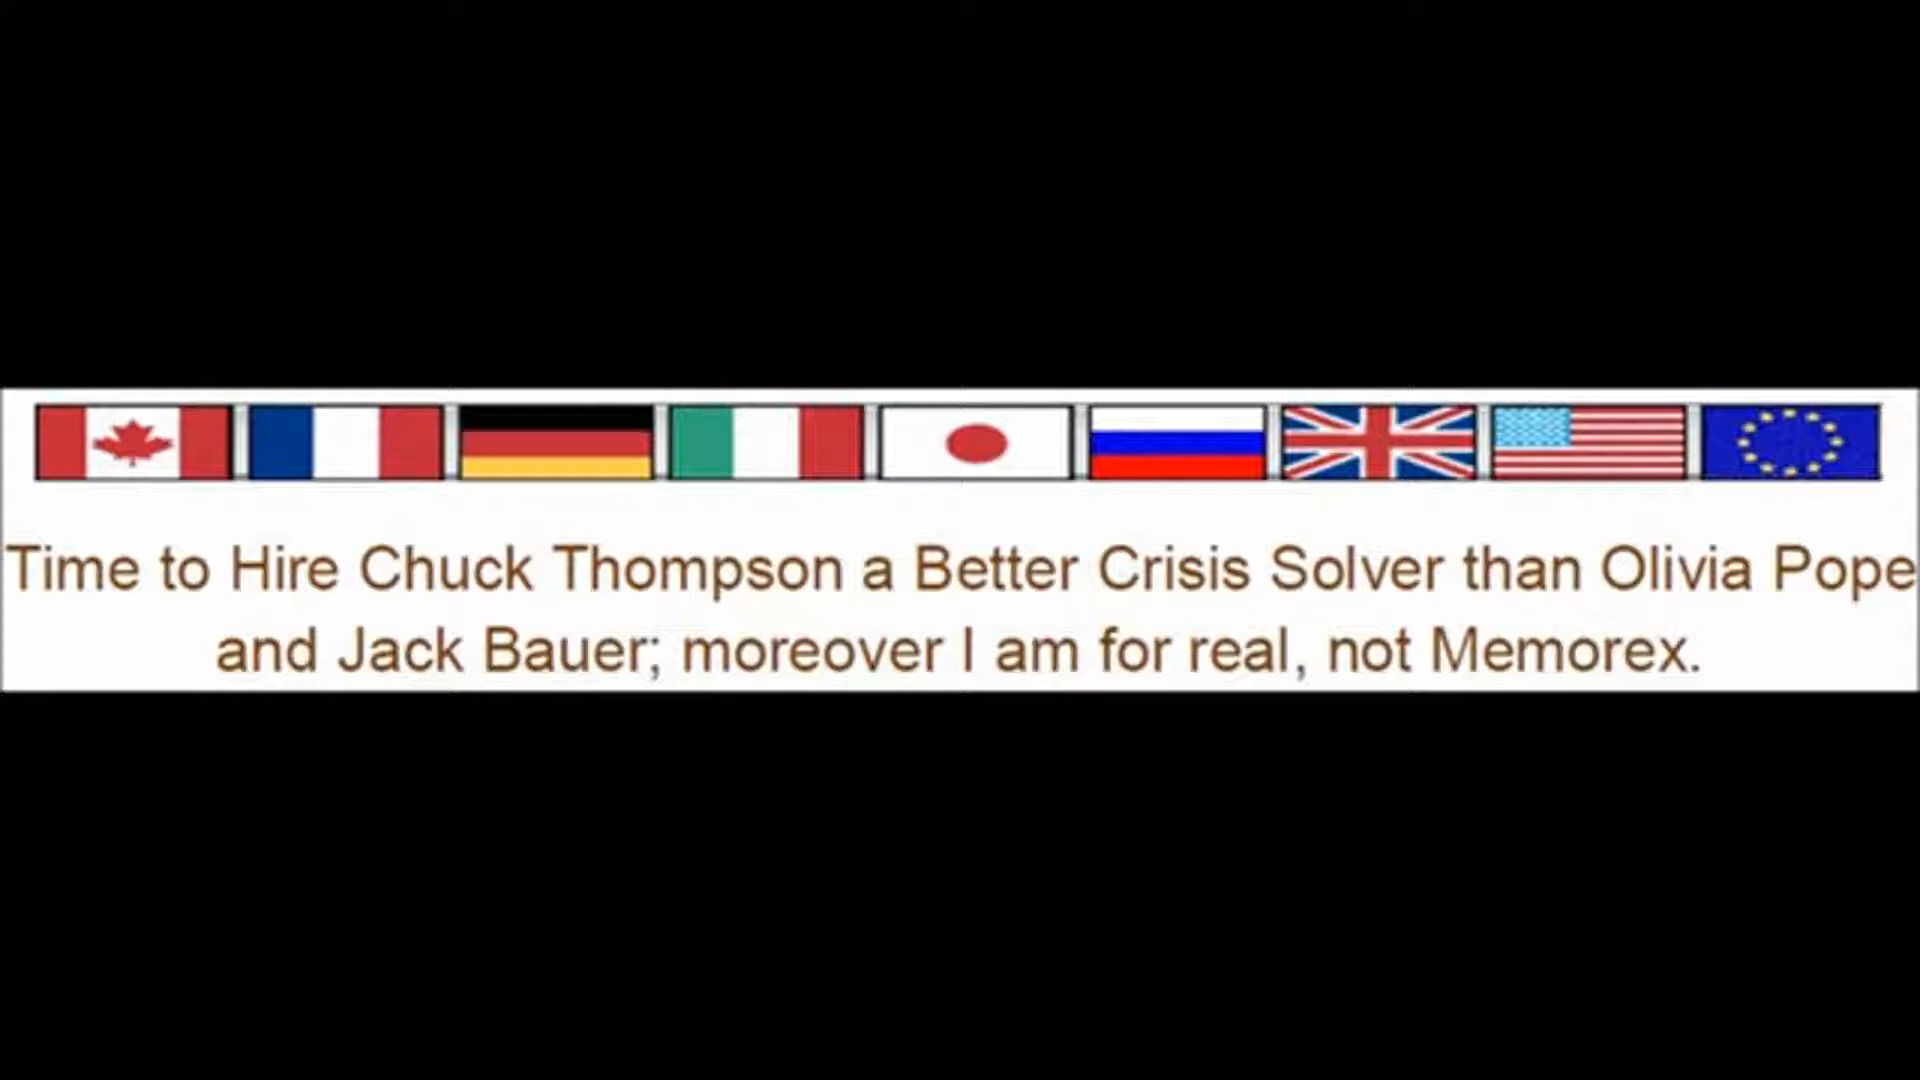 Time to Hire Chuck Thompson a Better Crisis Solver than Olivia Pope
and Jack Bauer; moreover I am for real, not Memorex.